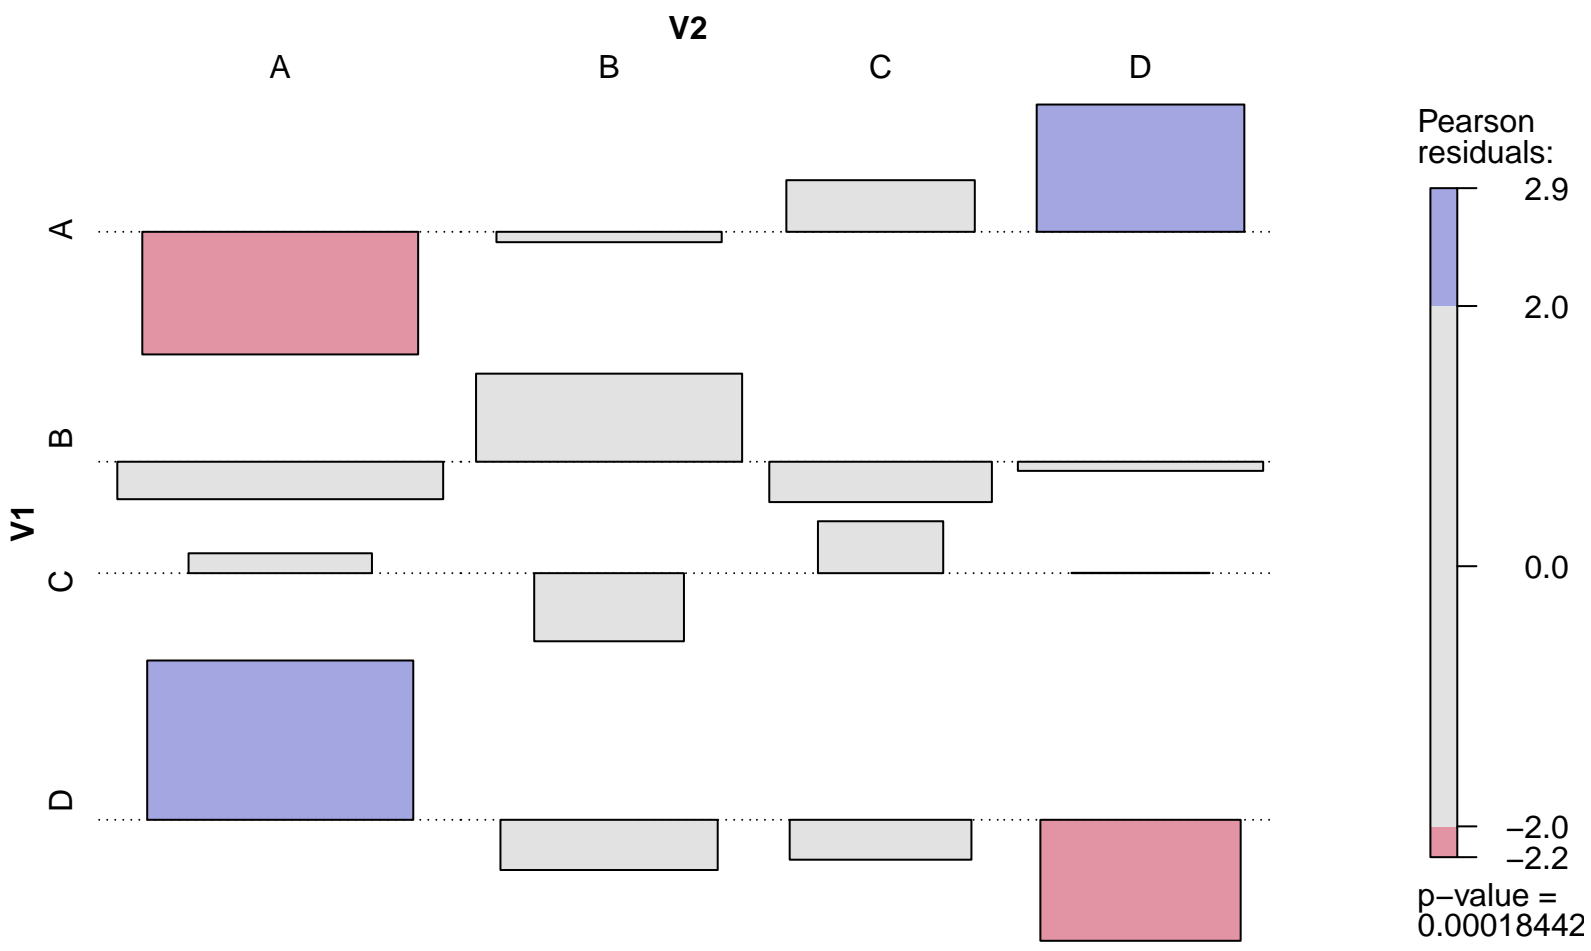 V2
A B C D
V1
A
B
C
D
Pearson
residuals:
2.9
2.0
0.0
−2.0
−2.2
p−value =
0.00018442